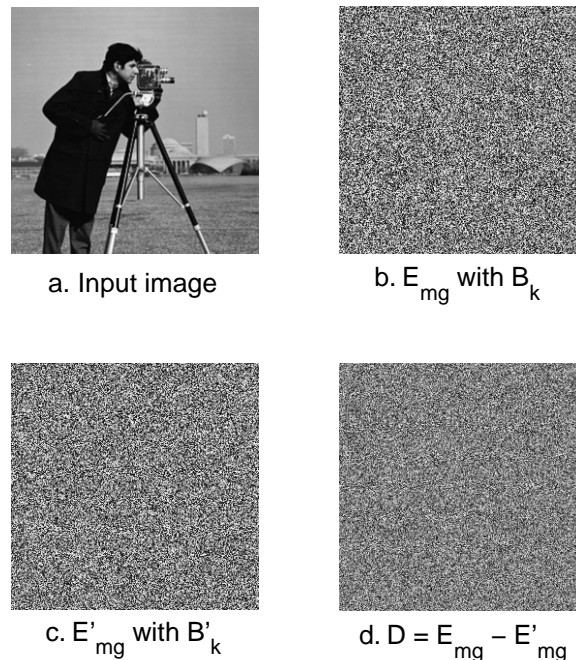 a. Input image
b. E_mg with B_k
c. E'_mg with B'_k
d. D = E_mg − E'_mg